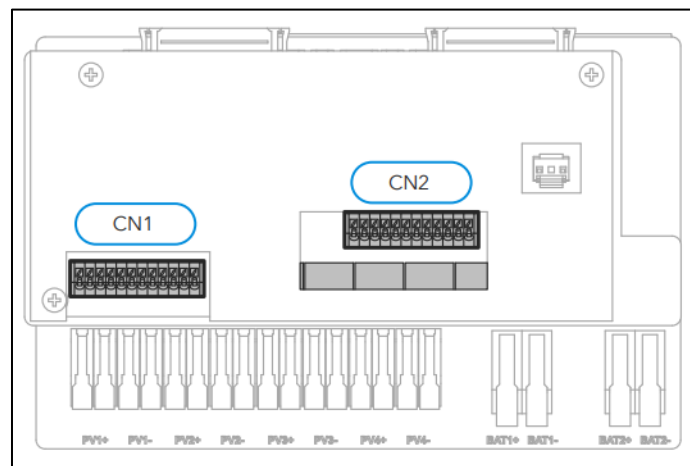 CN2
CN1
PV1+ PV1- PV2+ PV2- PV3+ PV3- PV4+ PV4- BAT1+ BAT1- BAT2+ BAT2-